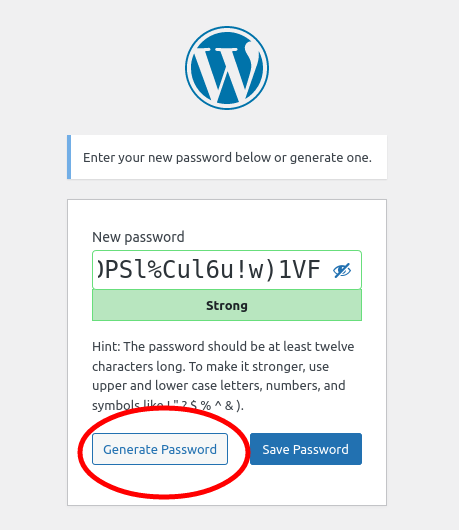 Enter your new password below or generate one.
New password
PSl%Cul6u!w)1VF
Strong
Hint: The password should be at least twelve
characters long. To make it stronger, use
upper and lower case letters, numbers, and
symbols like ! " ? $ % ^ & ).
Generate Password
Save Password